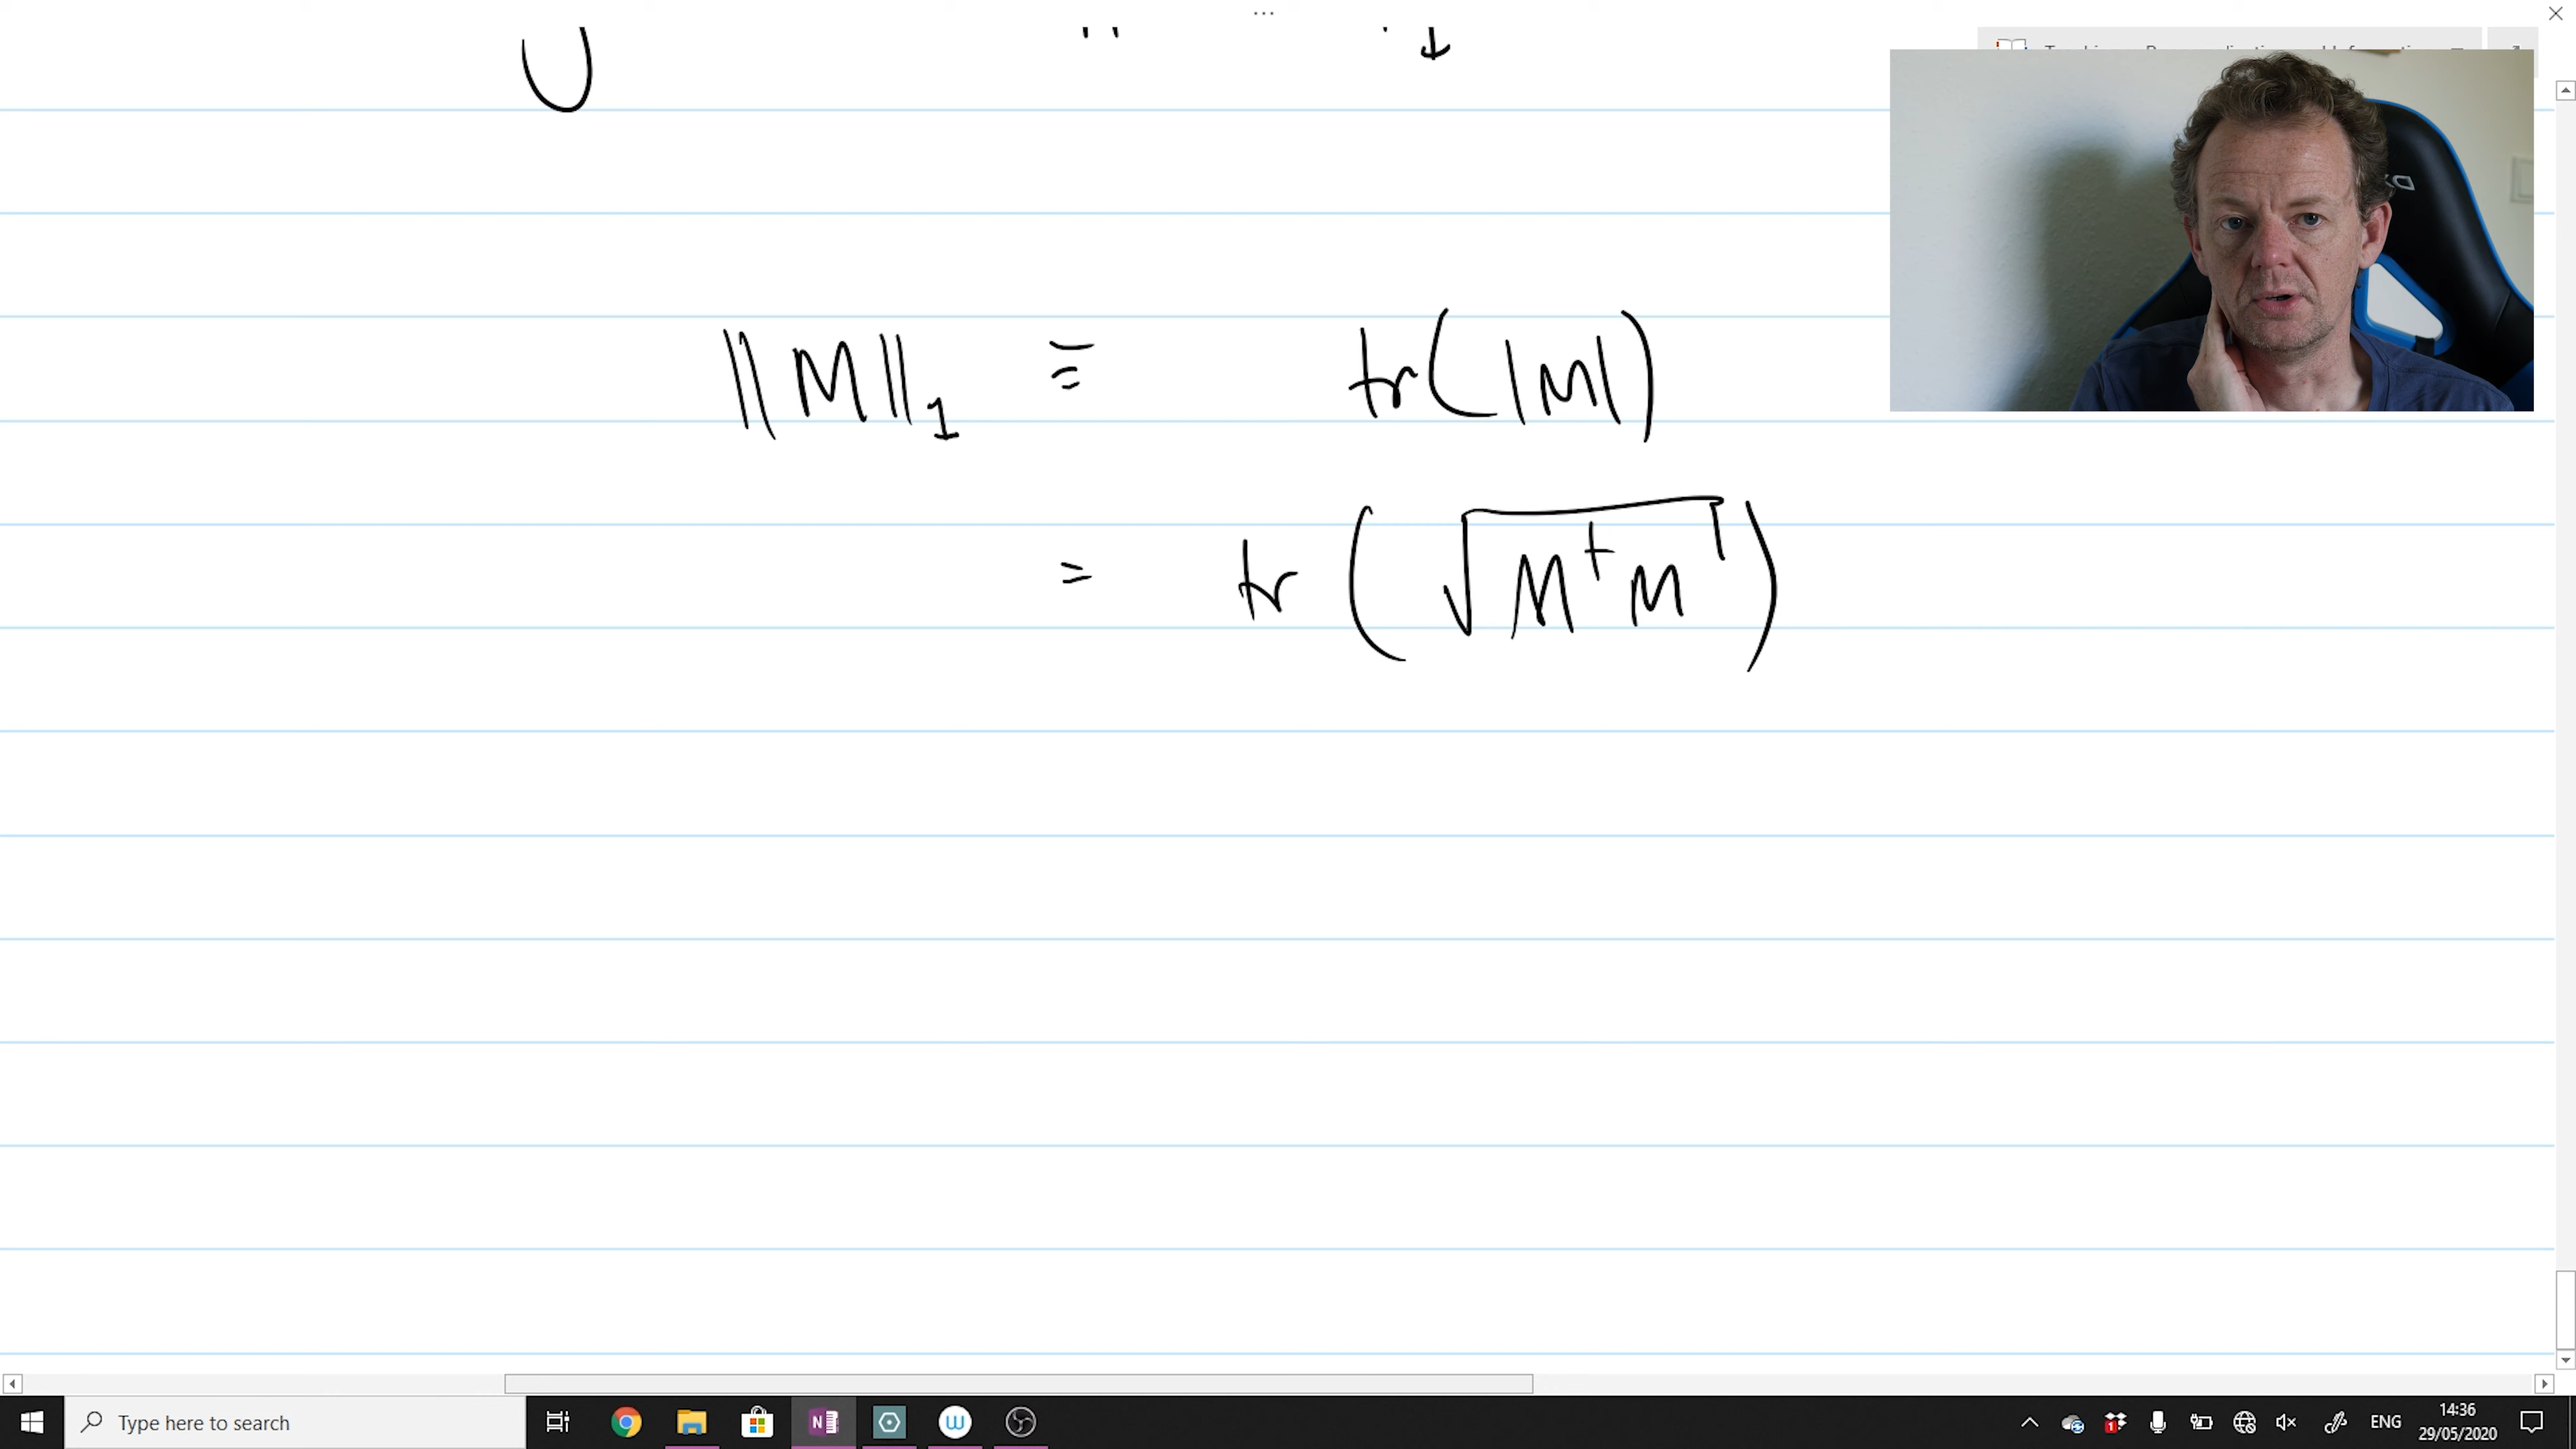 ‖M‖₁ ≡ tr(|M|)
= tr(√(M†M))
Type here to search
ENG
14:36
29/05/2020